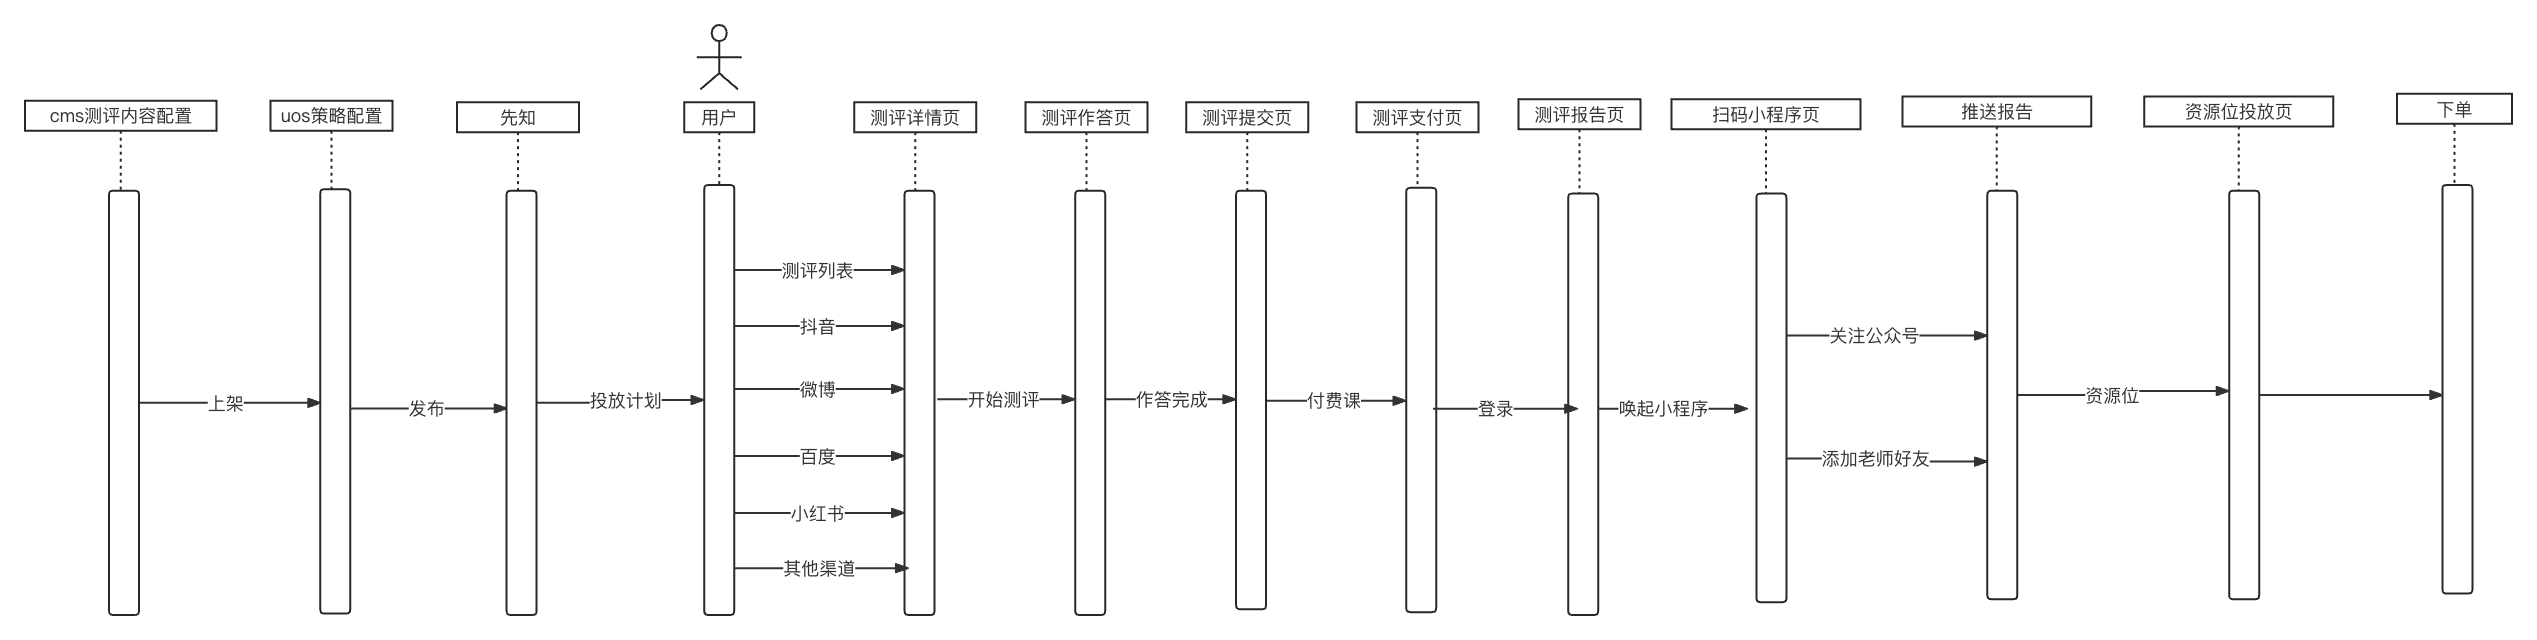 cms测评内容配置
uos策略配置
先知
用户
测评详情页
测评作答页
测评提交页
测评支付页
测评报告页
扫码小程序页
推送报告
资源位投放页
下单
测评列表
抖音
关注公众号
微博
上架
发布
投放计划
开始测评
作答完成
付费课
登录
唤起小程序
资源位
百度
添加老师好友
小红书
其他渠道